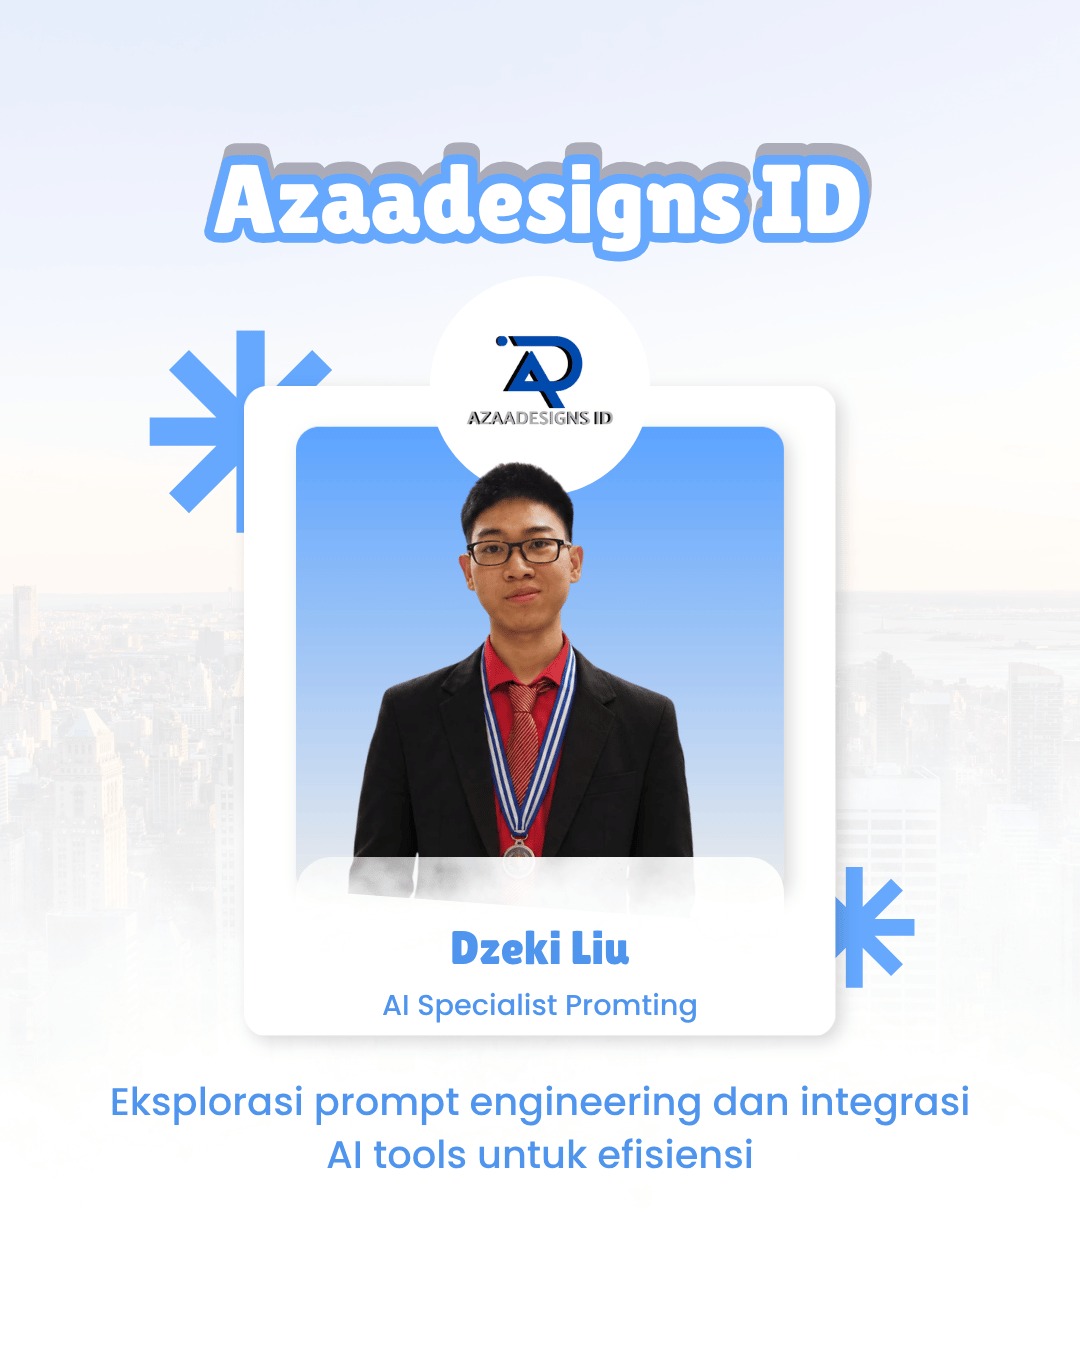 Azaadesigns ID
AZAADESIGNS ID
Dzeki Liu
AI Specialist Promting
Eksplorasi prompt engineering dan integrasi
AI tools untuk efisiensi